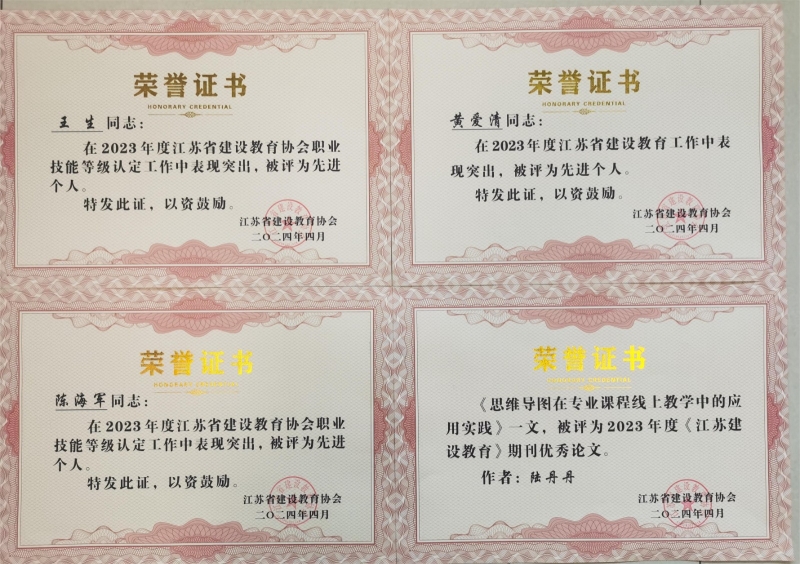 荣誉证书
HONORARY CREDENTIAL
王生同志：
在2023年度江苏省建设教育协会职业
技能等级认定工作中表现突出，被评为先进
个人。
特发此证，以资鼓励。
江苏省建设教育协会
二〇二四年四月
荣誉证书
HONORARY CREDENTIAL
黄爱清同志：
在2023年度江苏省建设教育工作中表
现突出，被评为先进个人。
特发此证，以资鼓励。
江苏省建设教育协会
二〇二四年四月
荣誉证书
HONORARY CREDENTIAL
陈海军同志：
在2023年度江苏省建设教育协会职业
技能等级认定工作中表现突出，被评为先进
个人。
特发此证，以资鼓励。
江苏省建设教育协会
二〇二四年四月
荣誉证书
HONORARY CREDENTIAL
《思维导图在专业课程线上教学中的应
用实践》一文，被评为2023年度《江苏建
设教育》期刊优秀论文。
作者：陆丹丹
江苏省建设教育协会
二〇二四年四月